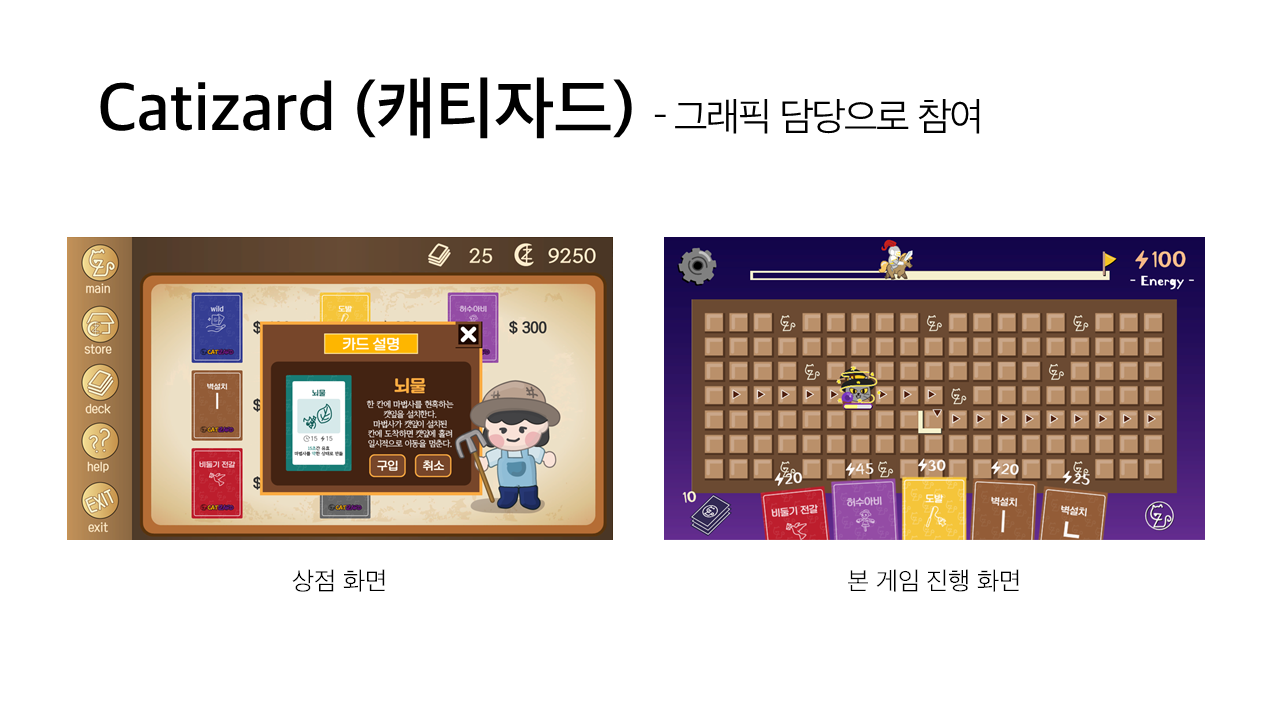 Catizard (캐티자드) - 그래픽 담당으로 참여
25 9250
main
store
deck
help
EXIT
exit
wild
도발
허수아비
$
$ 300
벽설치
$
비둘기 전갈
$
카드 설명
뇌물
15 15
뇌물
한 칸에 마법사를 현혹하는
캣잎을 설치한다.
마법사가 캣잎이 설치된
칸에 도착하면 캣잎에 홀려
일시적으로 이동을 멈춘다.
구입 취소
상점 화면
100
- Energy -
20 45 30 20 25
10
비둘기 전갈
허수아비
도발
벽설치
벽설치
본 게임 진행 화면